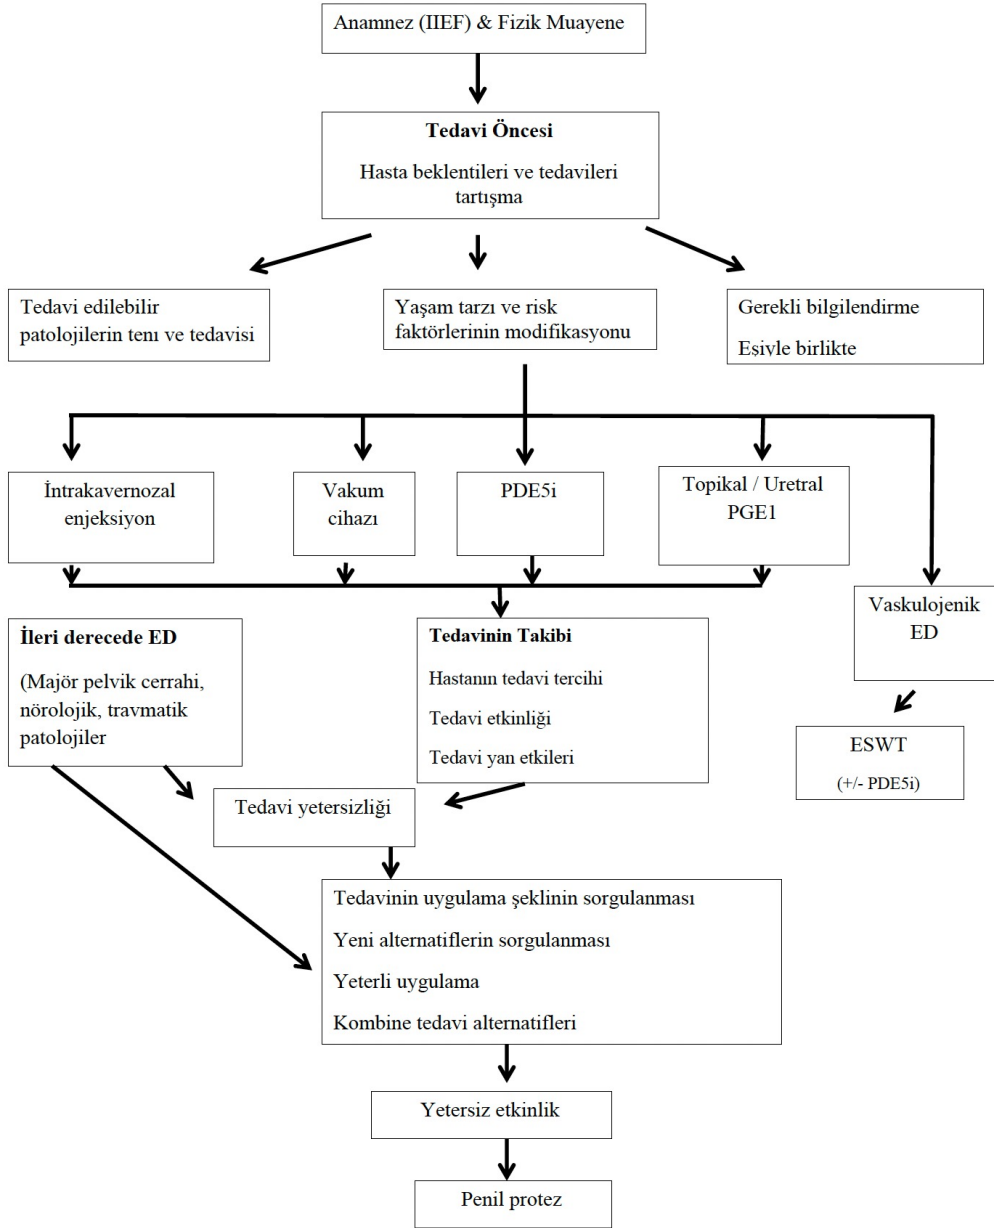 Anamnez (IIEF) & Fizik Muayene
Tedavi Öncesi
Hasta beklentileri ve tedavileri
tartışma
Tedavi edilebilir
patolojilerin tenı ve tedavisi
Yaşam tarzı ve risk
faktörlerinin modifikasyonu
Gerekli bilgilendirme
Eşiyle birlikte
İntrakavernozal
enjeksiyon
Vakum
cihazı
PDE5i
Topikal / Uretral
PGE1
Vaskulojenik
ED
İleri derecede ED
(Majör pelvik cerrahi,
nörolojik, travmatik
patolojiler
Tedavinin Takibi
Hastanın tedavi tercihi
Tedavi etkinliği
Tedavi yan etkileri
ESWT
(+/- PDE5i)
Tedavi yetersizliği
Tedavinin uygulama şeklinin sorgulanması
Yeni alternatiflerin sorgulanması
Yeterli uygulama
Kombine tedavi alternatifleri
Yetersiz etkinlik
Penil protez